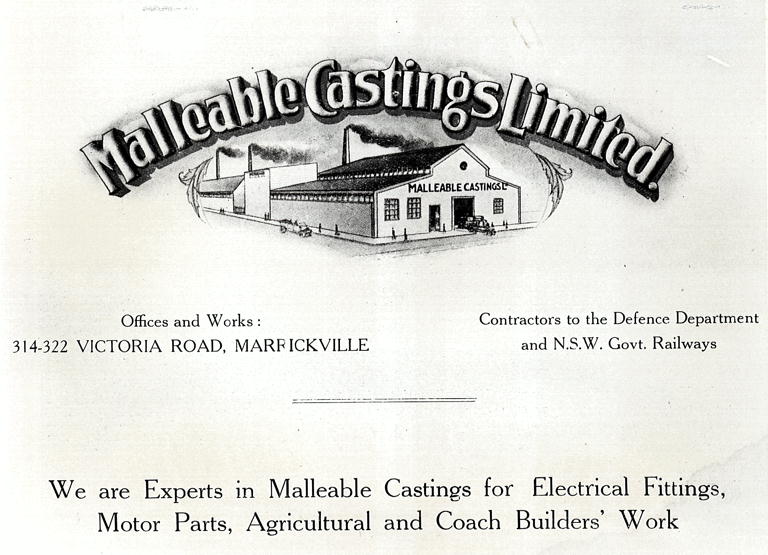 Malleable Castings Limited.
MALLEABLE CASTINGS Ld
Offices and Works:
314-322 VICTORIA ROAD, MARRICKVILLE
Contractors to the Defence Department
and N.S.W. Govt. Railways
We are Experts in Malleable Castings for Electrical Fittings,
Motor Parts, Agricultural and Coach Builders' Work